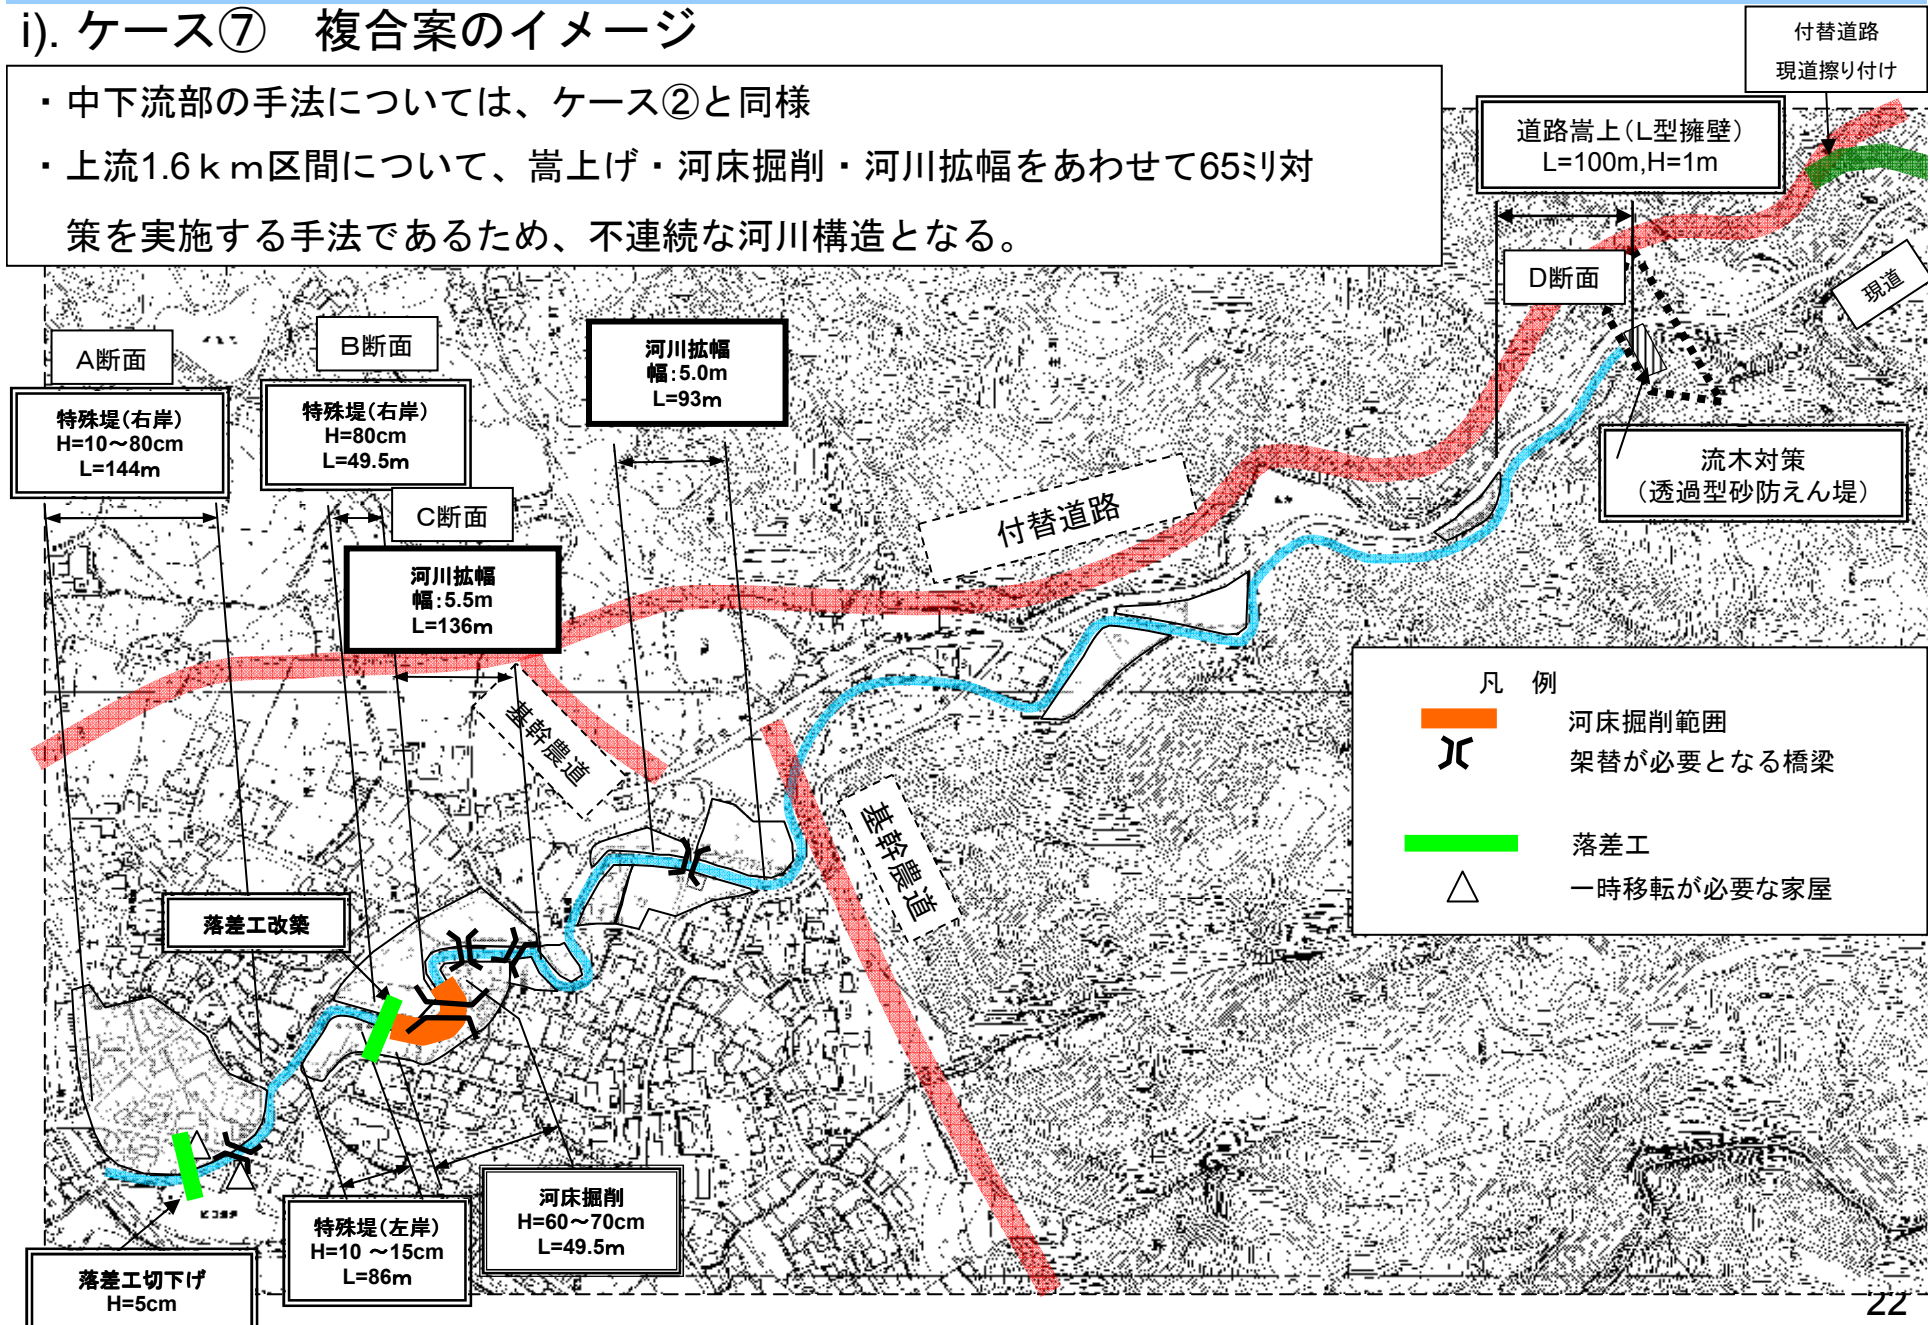 i). ケース⑦　複合案のイメージ
・中下流部の手法については、ケース②と同様
・上流1.6ｋｍ区間について、嵩上げ・河床掘削・河川拡幅をあわせて65ﾐﾘ対
策を実施する手法であるため、不連続な河川構造となる。
付替道路
現道擦り付け
道路嵩上（L型擁壁）
L=100m,H=1m
D断面
現道
A断面
B断面
河川拡幅
幅：5.0m
L=93m
特殊堤（右岸）
H=10～80cm
L=144m
特殊堤（右岸）
H=80cm
L=49.5m
C断面
流木対策
（透過型砂防えん堤）
付替道路
河川拡幅
幅：5.5m
L=136m
基幹農道
凡　例
河床掘削範囲
架替が必要となる橋梁
落差工
一時移転が必要な家屋
基幹農道
落差工改築
河床掘削
H=60～70cm
L=49.5m
特殊堤（左岸）
H=10 ～15cm
L=86m
落差工切下げ
H=5cm
22